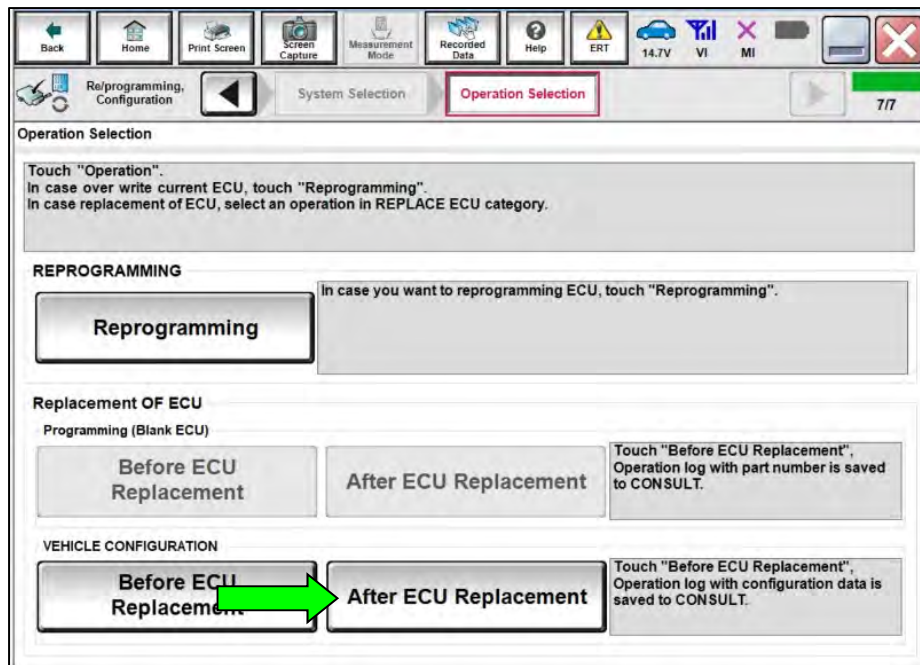 Back
Home
Print Screen
Screen
Capture
Measurement
Mode
Recorded
Data
Help
ERT
14.7V
VI
MI
Re/programming,
Configuration
System Selection
Operation Selection
7/7
Operation Selection
Touch "Operation".
In case over write current ECU, touch "Reprogramming".
In case replacement of ECU, select an operation in REPLACE ECU category.
REPROGRAMMING
Reprogramming
In case you want to reprogramming ECU, touch "Reprogramming".
Replacement OF ECU
Programming (Blank ECU)
Before ECU
Replacement
After ECU Replacement
Touch "Before ECU Replacement",
Operation log with part number is saved
to CONSULT.
VEHICLE CONFIGURATION
Before ECU
Replacement
After ECU Replacement
Touch "Before ECU Replacement",
Operation log with configuration data is
saved to CONSULT.